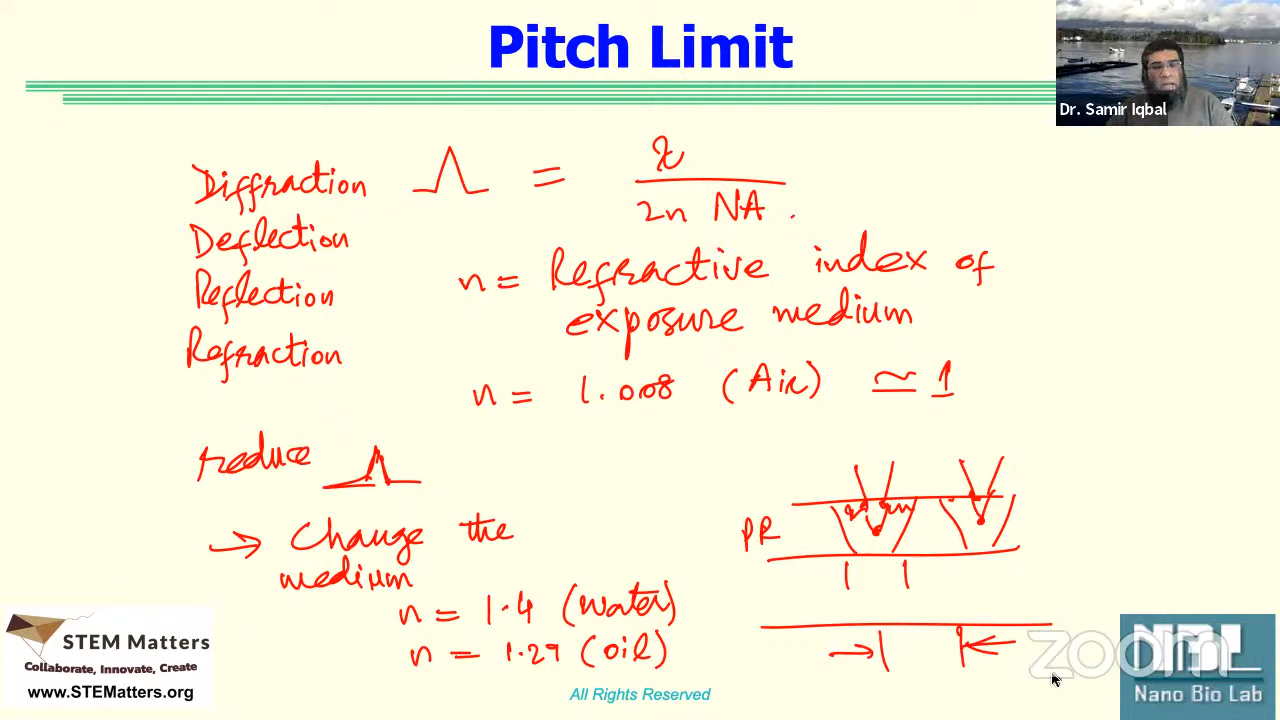 Pitch Limit
Dr. Samir Iqbal
Diffraction
Deflection
Reflection
Refraction
=
2n NA.
n = Refractive index of
exposure medium
n = 1.008 (Air) ≃ 1
reduce
→ Change the
medium
n = 1.4 (water)
n = 1.29 (oil)
PR
STEM Matters
Collaborate, Innovate, Create
www.STEMatters.org
All Rights Reserved
zoom
NBL
Nano Bio Lab